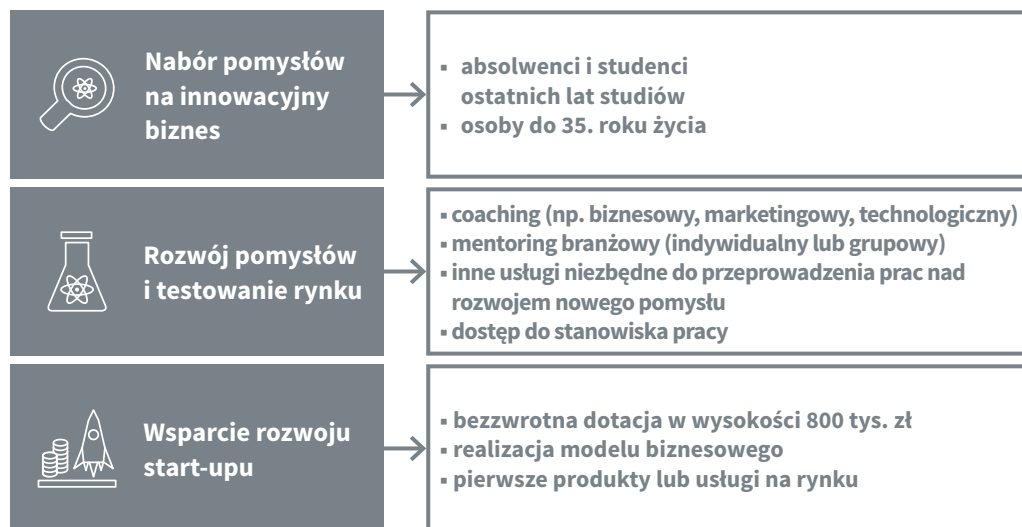 Nabór pomysłów
na innowacyjny
biznes
▪ absolwenci i studenci
ostatnich lat studiów
▪ osoby do 35. roku życia
Rozwój pomysłów
i testowanie rynku
▪ coaching (np. biznesowy, marketingowy, technologiczny)
▪ mentoring branżowy (indywidualny lub grupowy)
▪ inne usługi niezbędne do przeprowadzenia prac nad
rozwojem nowego pomysłu
▪ dostęp do stanowiska pracy
Wsparcie rozwoju
start-upu
▪ bezzwrotna dotacja w wysokości 800 tys. zł
▪ realizacja modelu biznesowego
▪ pierwsze produkty lub usługi na rynku